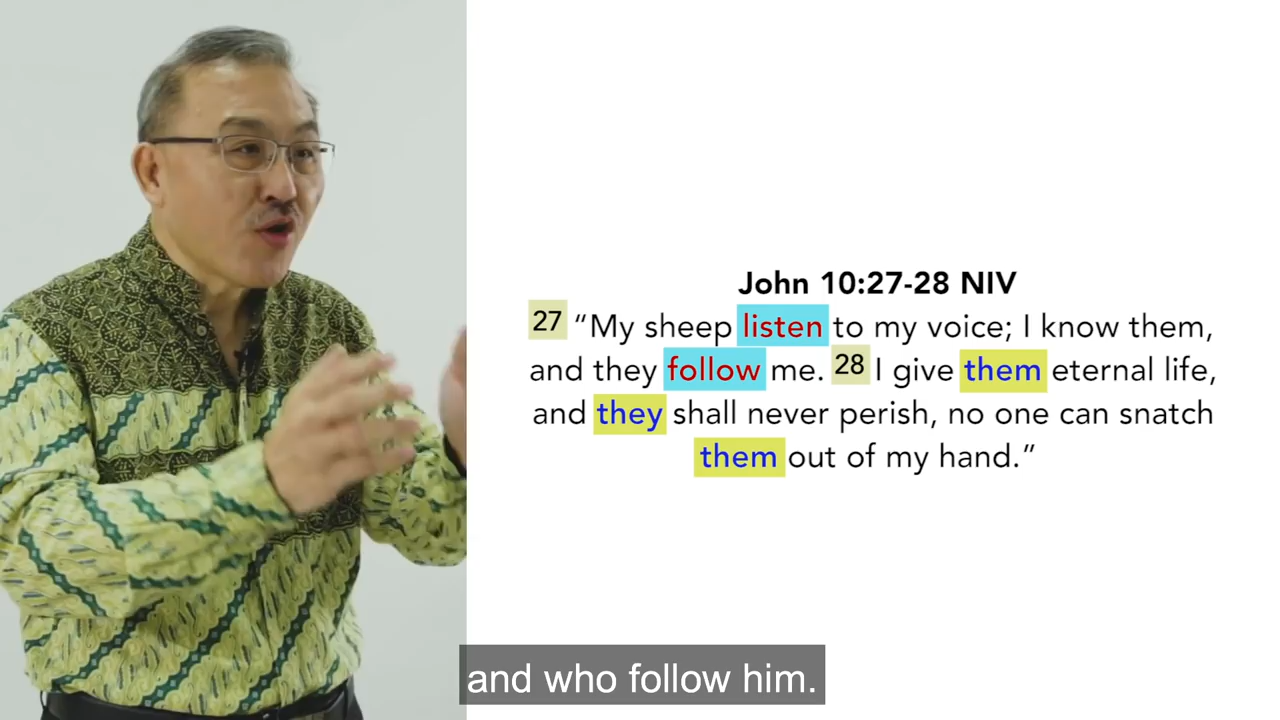 John 10:27-28 NIV
27 “My sheep listen to my voice; I know them,
and they follow me. 28 I give them eternal life,
and they shall never perish, no one can snatch
them out of my hand.”
and who follow him.